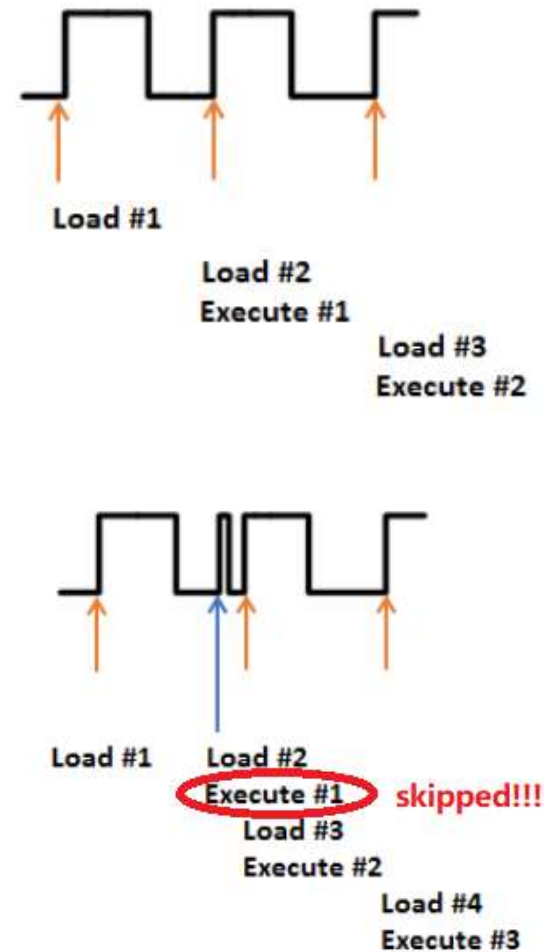 Load #1
Load #2
Execute #1
Load #3
Execute #2
Load #1 Load #2
Execute #1 skipped!!!
Load #3
Execute #2
Load #4
Execute #3